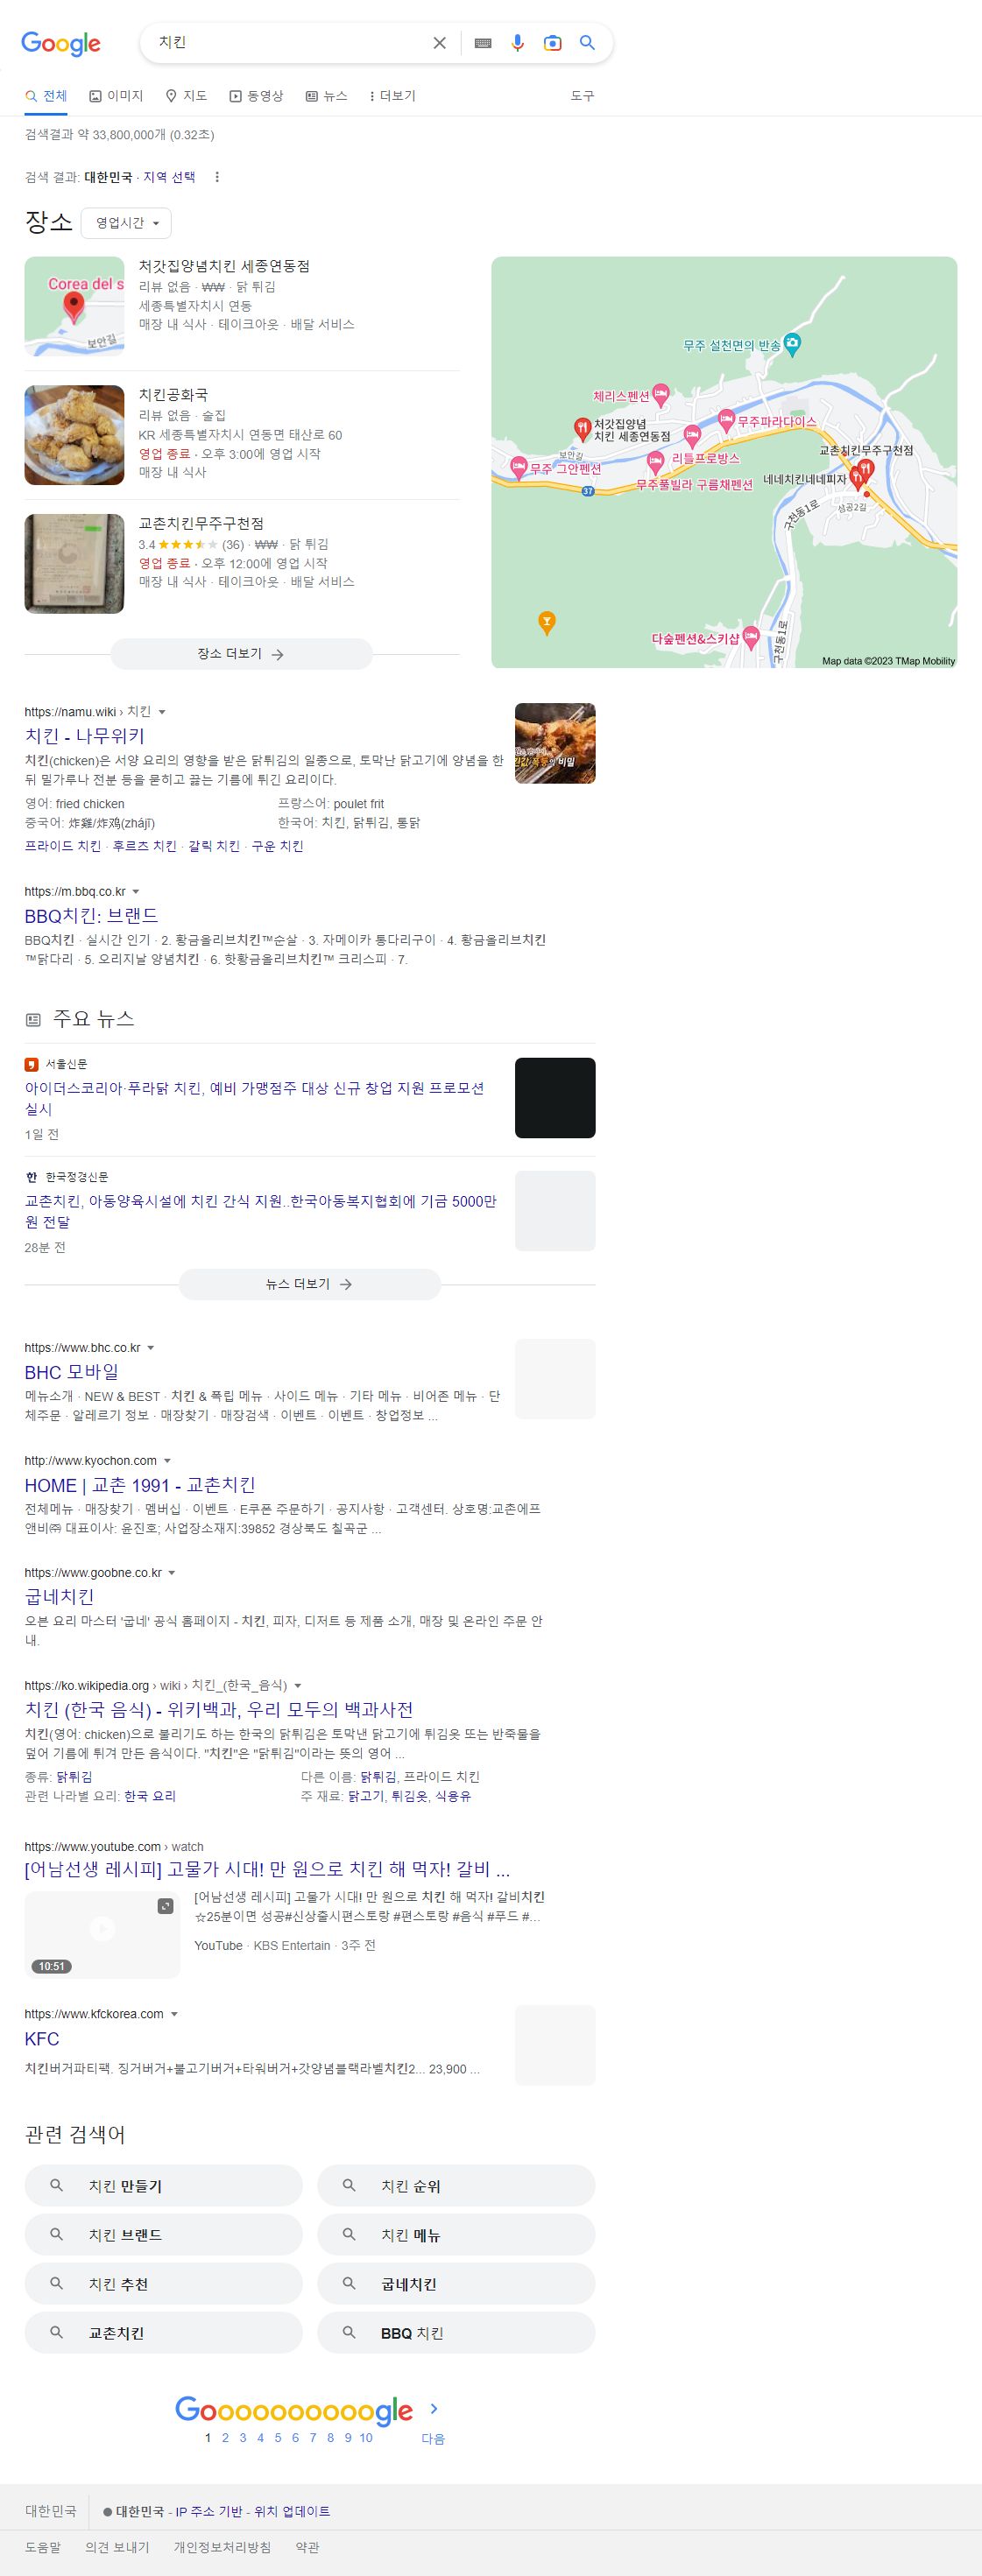 Google
치킨
전체
이미지
지도
동영상
뉴스
더보기
도구
검색결과 약 33,800,000개 (0.32초)
검색 결과: 대한민국 · 지역 선택
장소
영업시간
Corea del s
보안길
처갓집양념치킨 세종연동점
리뷰 없음 · ₩₩ · 닭 튀김
세종특별자치시 연동
매장 내 식사 · 테이크아웃 · 배달 서비스
치킨공화국
리뷰 없음 · 술집
KR 세종특별자치시 연동면 태산로 60
영업 종료 · 오후 3:00에 영업 시작
매장 내 식사
교촌치킨무주구천점
3.4 (36) · ₩₩ · 닭 튀김
영업 종료 · 오후 12:00에 영업 시작
매장 내 식사 · 테이크아웃 · 배달 서비스
장소 더보기
무주 설천면의 반송
체리스펜션
무주파라다이스
처갓집양념
치킨 세종연동점
보안길
리틀프로방스
무주 그안펜션
무주풀빌라 구름채펜션
37
교촌치킨무주구천점
네네치킨네네피자
구천동1로
삼공2길
다숲펜션&스키샵
구천동1로
Map data ©2023 TMap Mobility
https://namu.wiki › 치킨
치킨 - 나무위키
치킨(chicken)은 서양 요리의 영향을 받은 닭튀김의 일종으로, 토막난 닭고기에 양념을 한
뒤 밀가루나 전분 등을 묻히고 끓는 기름에 튀긴 요리이다.
영어: fried chicken
프랑스어: poulet frit
중국어: 炸雞/炸鸡(zhájī)
한국어: 치킨, 닭튀김, 통닭
프라이드 치킨 · 후르츠 치킨 · 갈릭 치킨 · 구운 치킨
https://m.bbq.co.kr
BBQ치킨: 브랜드
BBQ치킨 · 실시간 인기 · 2. 황금올리브치킨™순살 · 3. 자메이카 통다리구이 · 4. 황금올리브치킨
™닭다리 · 5. 오리지날 양념치킨 · 6. 핫황금올리브치킨™ 크리스피 · 7.
주요 뉴스
서울신문
아이더스코리아·푸라닭 치킨, 예비 가맹점주 대상 신규 창업 지원 프로모션
실시
1일 전
한 한국정경신문
교촌치킨, 아동양육시설에 치킨 간식 지원..한국아동복지협회에 기금 5000만
원 전달
28분 전
뉴스 더보기
https://www.bhc.co.kr
BHC 모바일
메뉴소개 · NEW & BEST · 치킨 & 폭립 메뉴 · 사이드 메뉴 · 기타 메뉴 · 비어존 메뉴 · 단
체주문 · 알레르기 정보 · 매장찾기 · 매장검색 · 이벤트 · 이벤트 · 창업정보 ...
http://www.kyochon.com
HOME | 교촌 1991 - 교촌치킨
전체메뉴 · 매장찾기 · 멤버십 · 이벤트 · E쿠폰 주문하기 · 공지사항 · 고객센터. 상호명:교촌에프
앤비㈜ 대표이사: 윤진호; 사업장소재지:39852 경상북도 칠곡군 ...
https://www.goobne.co.kr
굽네치킨
오븐 요리 마스터 '굽네' 공식 홈페이지 - 치킨, 피자, 디저트 등 제품 소개, 매장 및 온라인 주문 안
내.
https://ko.wikipedia.org › wiki › 치킨_(한국_음식)
치킨 (한국 음식) - 위키백과, 우리 모두의 백과사전
치킨(영어: chicken)으로 불리기도 하는 한국의 닭튀김은 토막낸 닭고기에 튀김옷 또는 반죽물을
덮어 기름에 튀겨 만든 음식이다. "치킨"은 "닭튀김"이라는 뜻의 영어 ...
종류: 닭튀김
다른 이름: 닭튀김, 프라이드 치킨
관련 나라별 요리: 한국 요리
주 재료: 닭고기, 튀김옷, 식용유
https://www.youtube.com › watch
[어남선생 레시피] 고물가 시대! 만 원으로 치킨 해 먹자! 갈비 ...
10:51
[어남선생 레시피] 고물가 시대! 만 원으로 치킨 해 먹자! 갈비치킨
☆25분이면 성공#신상출시편스토랑 #편스토랑 #음식 #푸드 #...
YouTube · KBS Entertain · 3주 전
https://www.kfckorea.com
KFC
치킨버거파티팩. 징거버거+불고기버거+타워버거+갓양념블랙라벨치킨2... 23,900 ...
관련 검색어
치킨 만들기
치킨 순위
치킨 브랜드
치킨 메뉴
치킨 추천
굽네치킨
교촌치킨
BBQ 치킨
Goooooooooogle
1 2 3 4 5 6 7 8 9 10 다음
대한민국
대한민국 - IP 주소 기반 - 위치 업데이트
도움말 의견 보내기 개인정보처리방침 약관